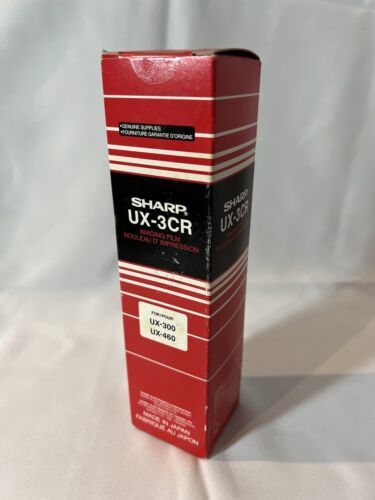 •GENUINE SUPPLIES
•FOURNITURE GARANTIE D'ORIGINE
SHARP®
UX-3CR
IMAGING FILM
ROULEAU D' IMPRESSION
FOR/POUR
UX-300
UX-460
MADE IN JAPAN
FABRIQUÉ AU JAPON
SHARP
UX-3CR